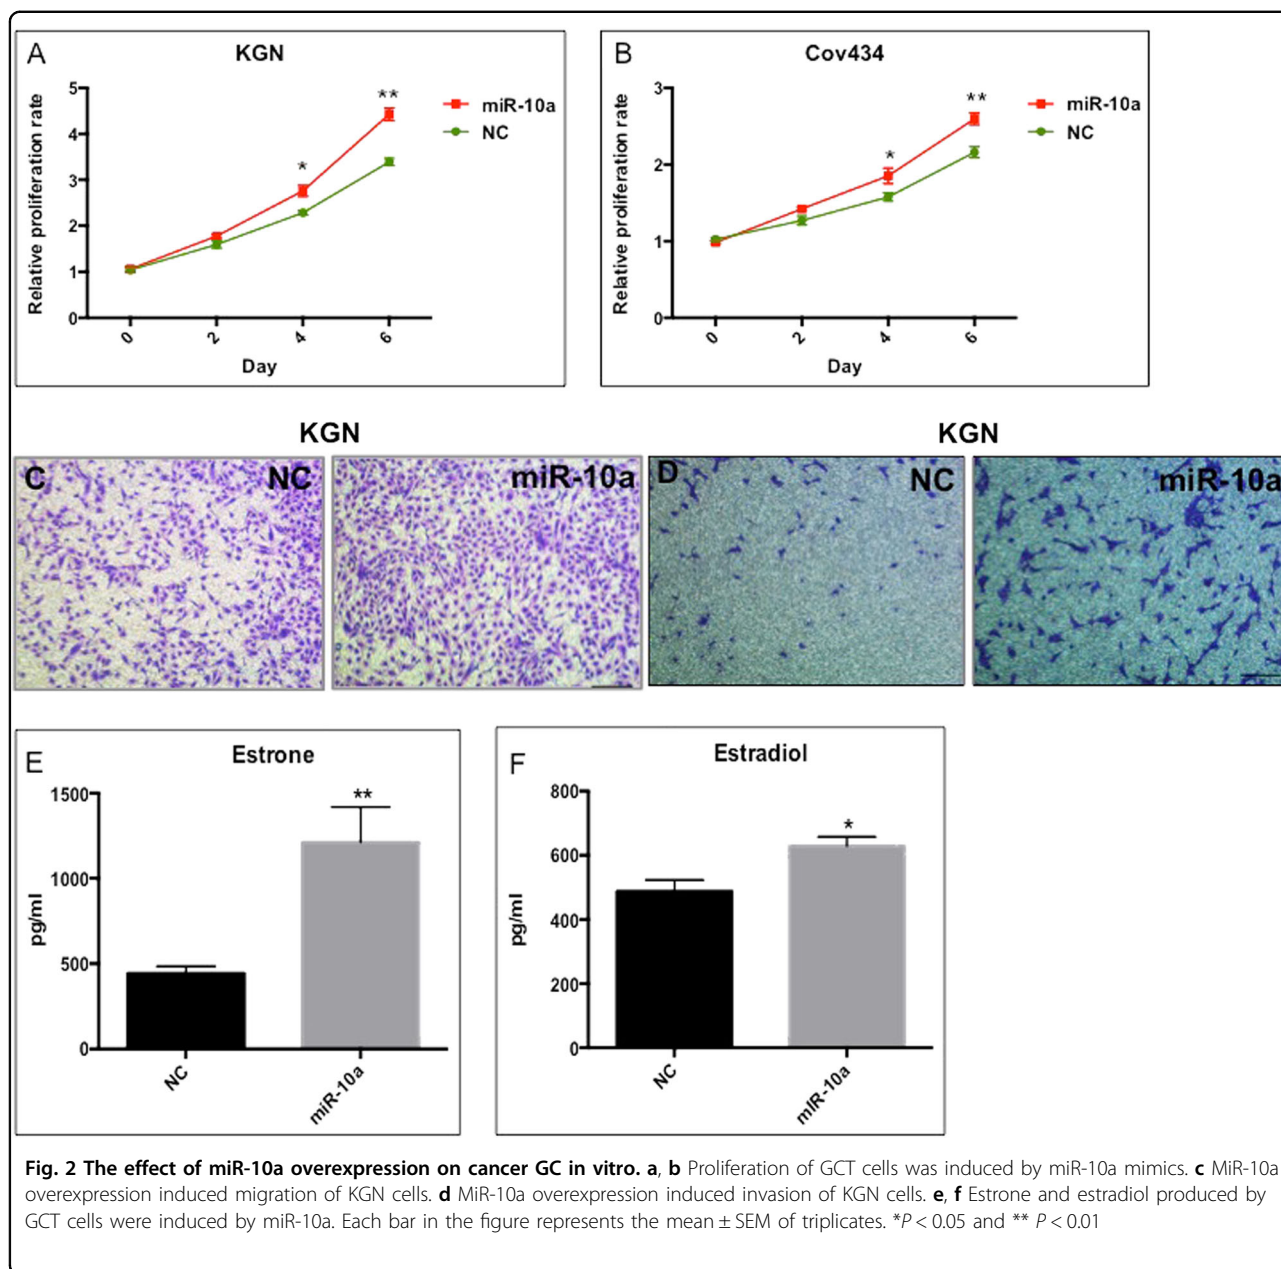 A
KGN
Relative proliferation rate
5
4
3
2
1
0
*
**
miR-10a
NC
0 2 4 6
Day
B
Cov434
Relative proliferation rate
3
2
1
0
*
**
miR-10a
NC
0 2 4 6
Day
KGN
C NC miR-10a
KGN
D NC miR-10a
E
Estrone
pg/ml
1500
1000
500
0
**
NC miR-10a
F
Estradiol
pg/ml
800
600
400
200
0
*
NC mIR-10a
Fig. 2 The effect of miR-10a overexpression on cancer GC in vitro. a, b Proliferation of GCT cells was induced by miR-10a mimics. c MiR-10a
overexpression induced migration of KGN cells. d MiR-10a overexpression induced invasion of KGN cells. e, f Estrone and estradiol produced by
GCT cells were induced by miR-10a. Each bar in the figure represents the mean ± SEM of triplicates. *P < 0.05 and ** P < 0.01